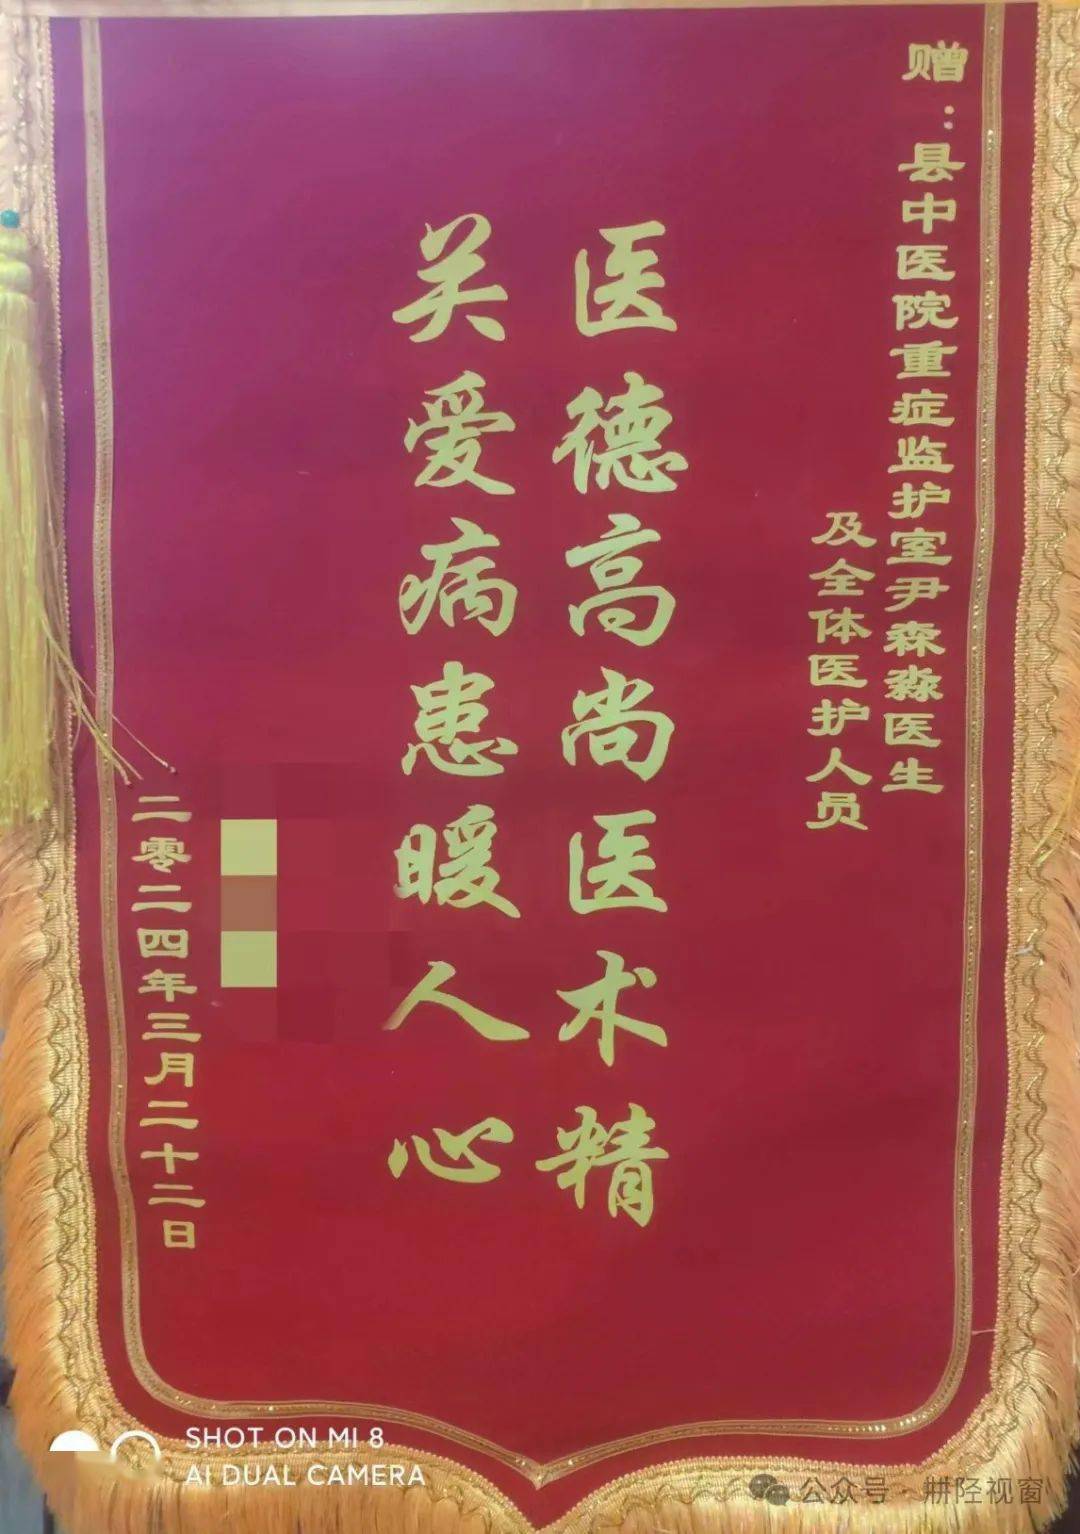 赠：县中医院重症监护室尹森淼医生
及全体医护人员
医德高尚医术精
关爱病患暖人心
二零二四年三月二十二日
SHOT ON MI 8
AI DUAL CAMERA
公众号·陉视窗